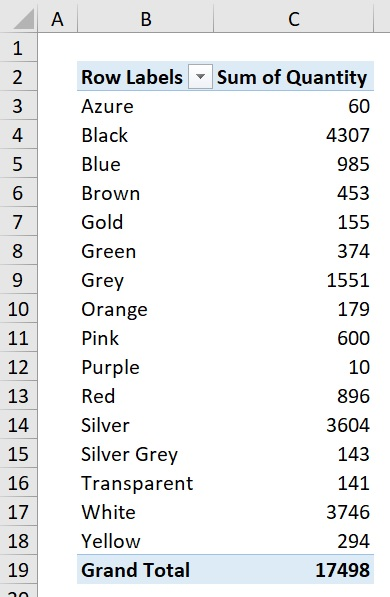 A B C
1
2 Row Labels Sum of Quantity
3 Azure 60
4 Black 4307
5 Blue 985
6 Brown 453
7 Gold 155
8 Green 374
9 Grey 1551
10 Orange 179
11 Pink 600
12 Purple 10
13 Red 896
14 Silver 3604
15 Silver Grey 143
16 Transparent 141
17 White 3746
18 Yellow 294
19 Grand Total 17498
20